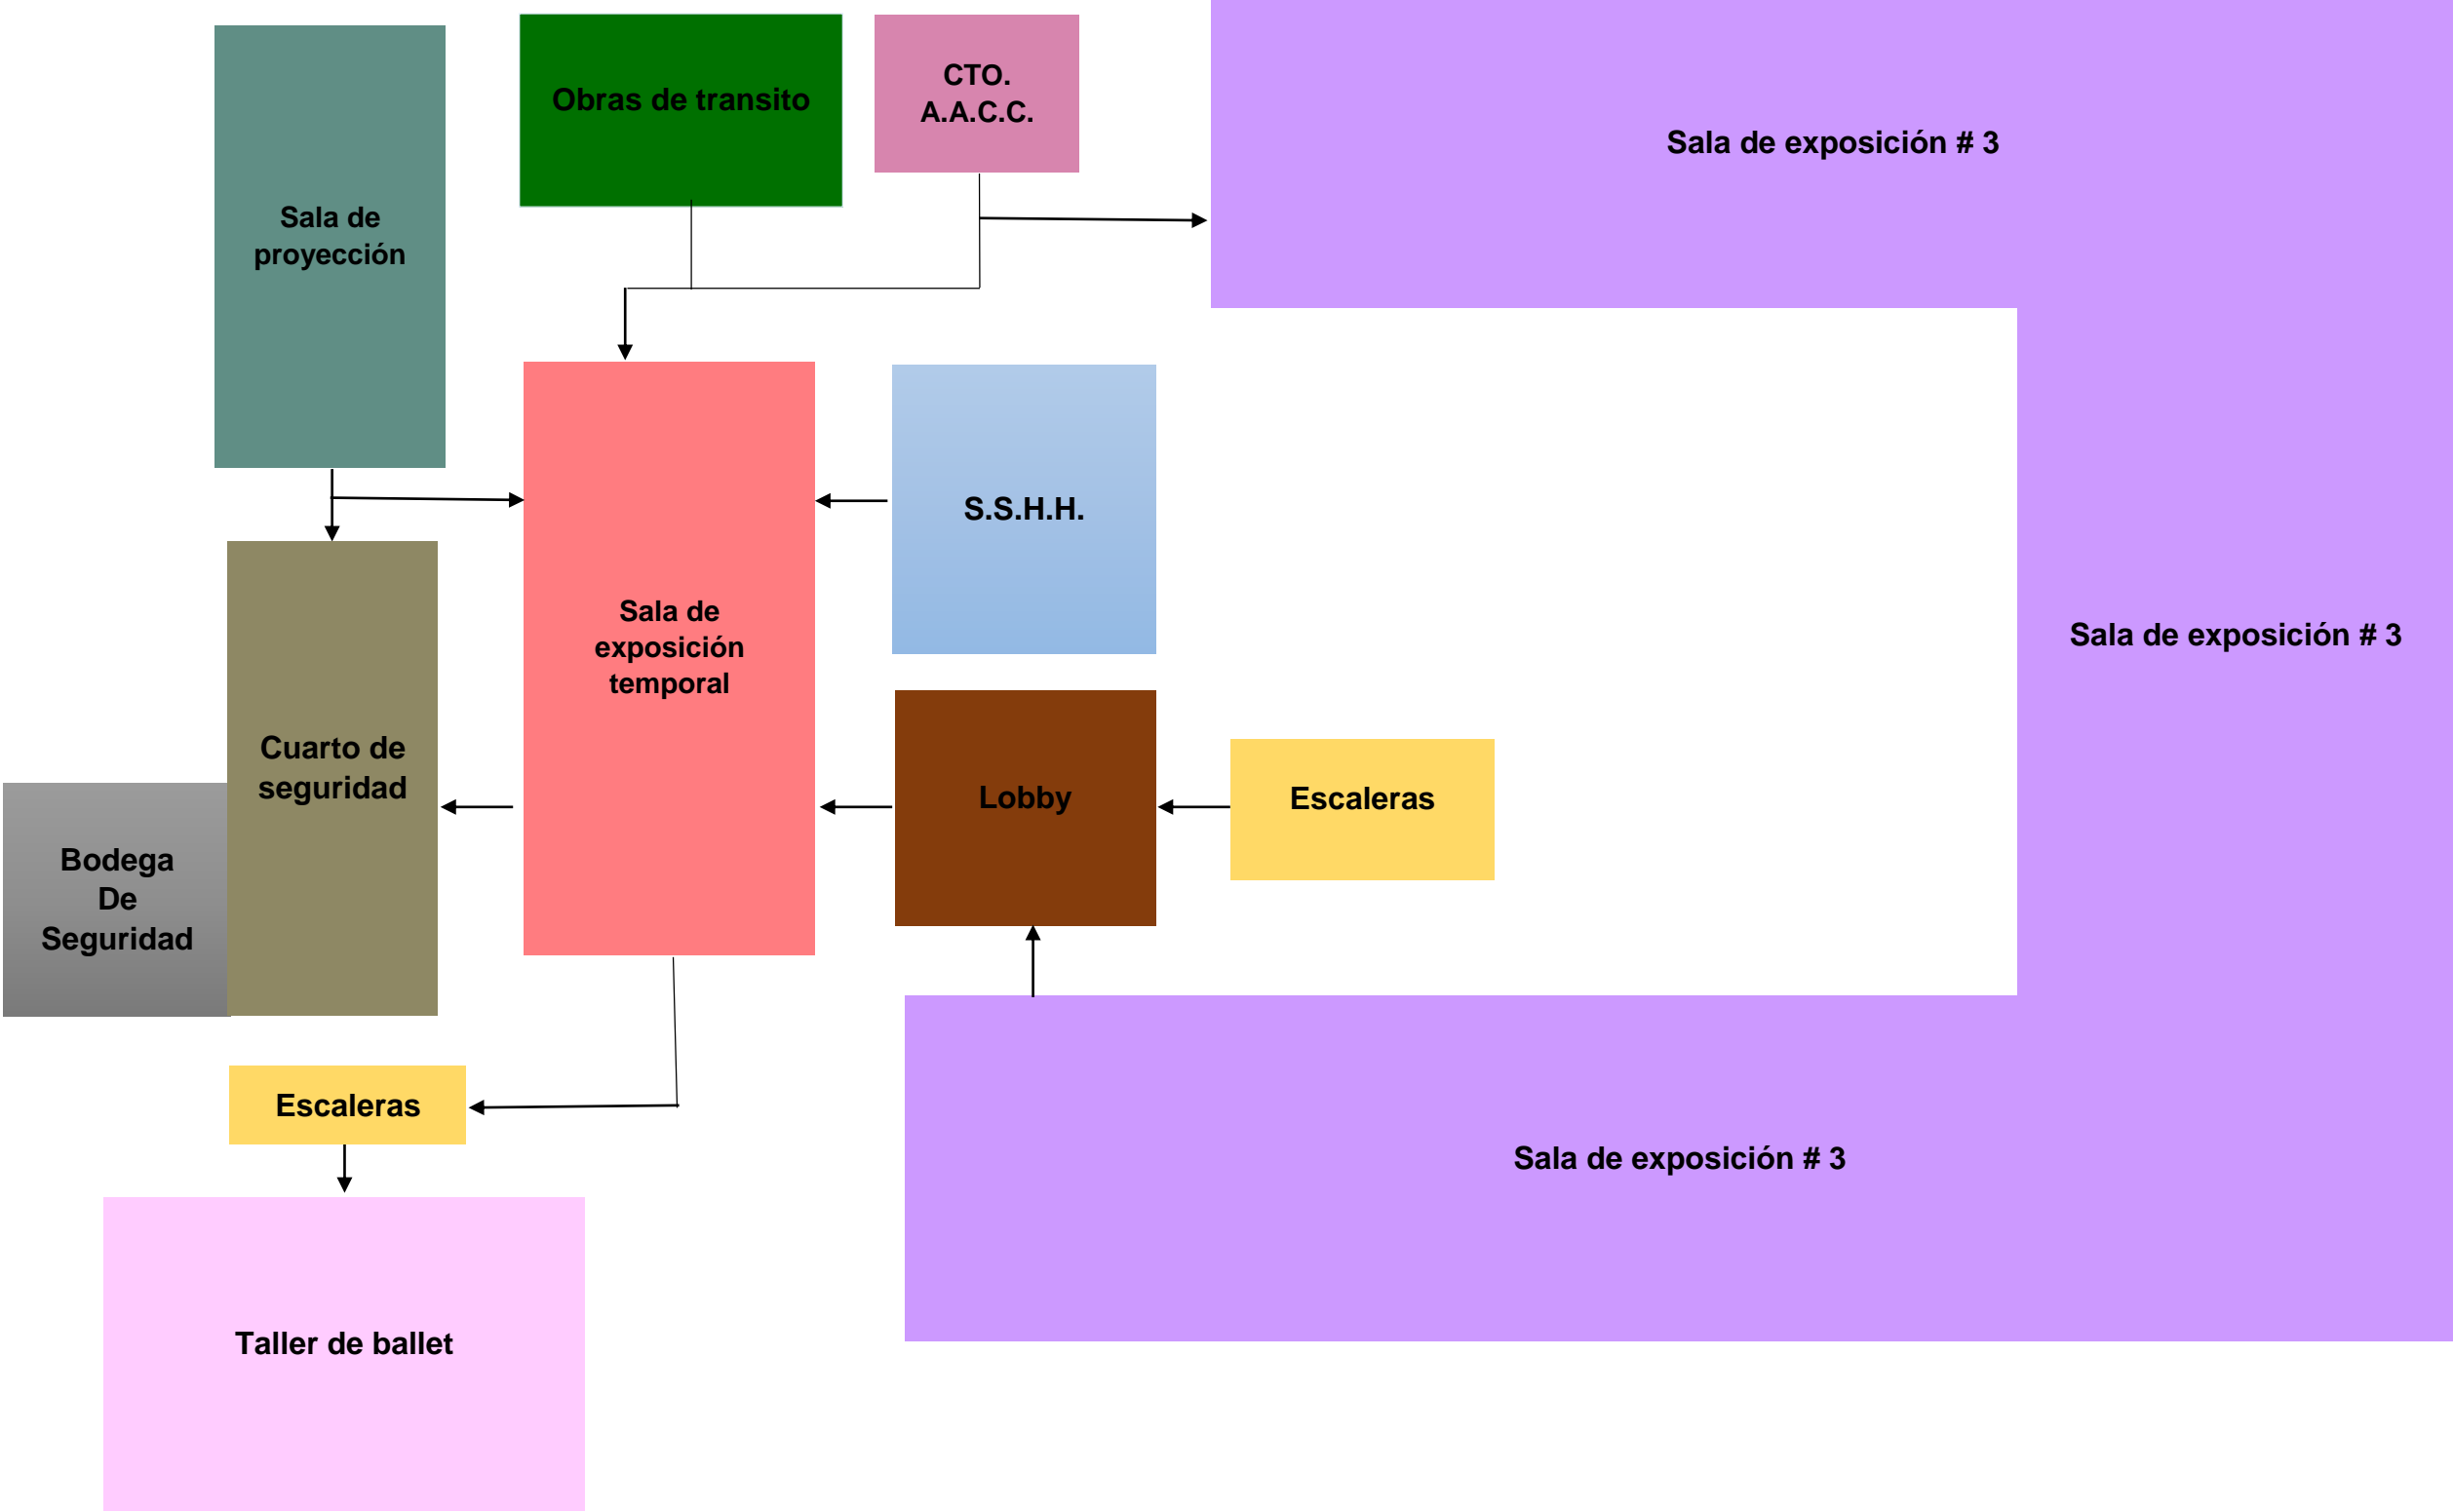 Obras de transito
CTO.
A.A.C.C.
Sala de exposición # 3
Sala de
proyección
S.S.H.H.
Sala de
exposición
temporal
Sala de exposición # 3
Cuarto de
seguridad
Lobby
Escaleras
Bodega
De
Seguridad
Escaleras
Sala de exposición # 3
Taller de ballet